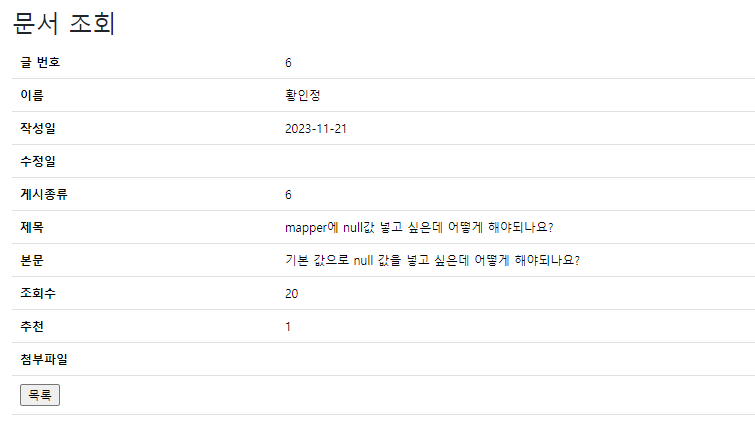 문서 조회
글 번호 6
이름 황인정
작성일 2023-11-21
수정일
게시종류 6
제목 mapper에 null값 넣고 싶은데 어떻게 해야되나요?
본문 기본 값으로 null 값을 넣고 싶은데 어떻게 해야되나요?
조회수 20
추천 1
첨부파일
목록